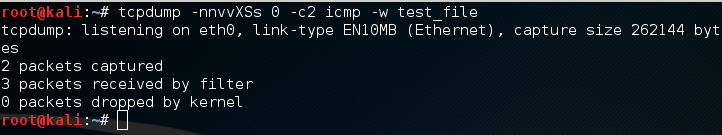 root@kali:~# tcpdump -nnvvXSs 0 -c2 icmp -w test_file
tcpdump: listening on eth0, link-type EN10MB (Ethernet), capture size 262144 byt
es
2 packets captured
3 packets received by filter
0 packets dropped by kernel
root@kali:~#